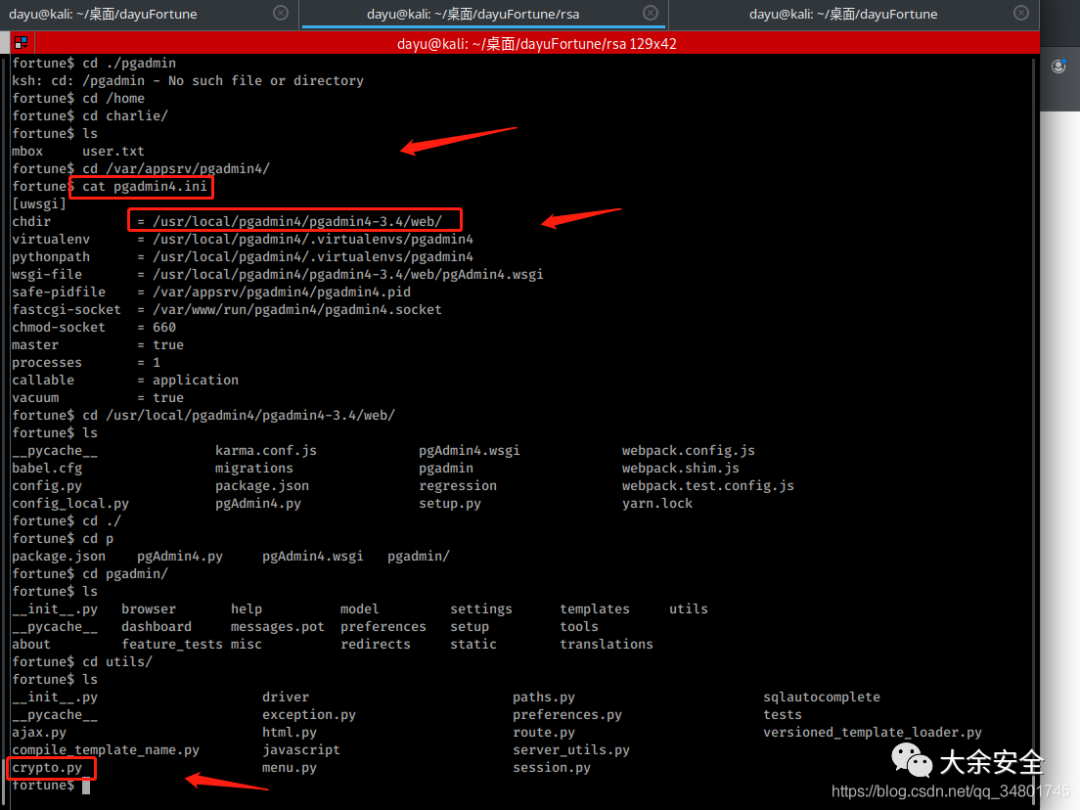 dayu@kali: ~/桌面/dayuFortune
dayu@kali: ~/桌面/dayuFortune/rsa
dayu@kali: ~/桌面/dayuFortune
dayu@kali: ~/桌面/dayuFortune/rsa 129x42
fortune$ cd ./pgadmin
ksh: cd: /pgadmin - No such file or directory
fortune$ cd /home
fortune$ cd charlie/
fortune$ ls
mbox     user.txt
fortune$ cd /var/appsrv/pgadmin4/
fortune$ cat pgadmin4.ini
[uwsgi]
chdir           = /usr/local/pgadmin4/pgadmin4-3.4/web/
virtualenv      = /usr/local/pgadmin4/.virtualenvs/pgadmin4
pythonpath      = /usr/local/pgadmin4/.virtualenvs/pgadmin4
wsgi-file       = /usr/local/pgadmin4/pgadmin4-3.4/web/pgAdmin4.wsgi
safe-pidfile    = /var/appsrv/pgadmin4/pgadmin4.pid
fastcgi-socket  = /var/www/run/pgadmin4/pgadmin4.socket
chmod-socket    = 660
master          = true
processes       = 1
callable        = application
vacuum          = true
fortune$ cd /usr/local/pgadmin4/pgadmin4-3.4/web/
fortune$ ls
__pycache__               karma.conf.js             pgAdmin4.wsgi             webpack.config.js
babel.cfg                 migrations                pgadmin                   webpack.shim.js
config.py                 package.json              regression                webpack.test.config.js
config_local.py           pgAdmin4.py               setup.py                  yarn.lock
fortune$ cd ./
fortune$ cd p
package.json    pgAdmin4.py     pgAdmin4.wsgi   pgadmin/
fortune$ cd pgadmin/
fortune$ ls
__init__.py   browser       help          model         settings      templates     utils
__pycache__   dashboard     messages.pot  preferences   setup         tools
about         feature_tests misc          redirects     static        translations
fortune$ cd utils/
fortune$ ls
__init__.py                     driver                          paths.py                        sqlautocomplete
__pycache__                     exception.py                    preferences.py                  tests
ajax.py                         html.py                         route.py                        versioned_template_loader.py
compile_template_name.py        javascript                      server_utils.py
crypto.py                       menu.py                         session.py
fortune$
大余安全
https://blog.csdn.net/qq_34801745